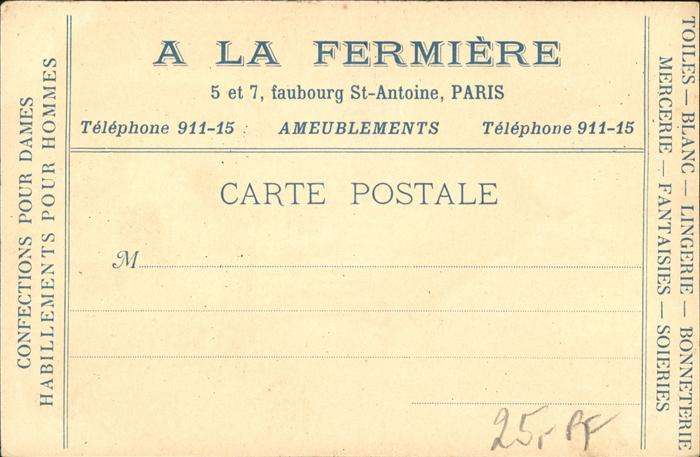 A LA FERMIÈRE
5 et 7, faubourg St-Antoine, PARIS
Téléphone 911-15 AMEUBLEMENTS Téléphone 911-15
CARTE POSTALE
M
CONFECTIONS POUR DAMES
HABILLEMENTS POUR HOMMES
TOILES — BLANC — LINGERIE — BONNETERIE
MERCERIE — FANTAISIES — SOIERIES
25,-